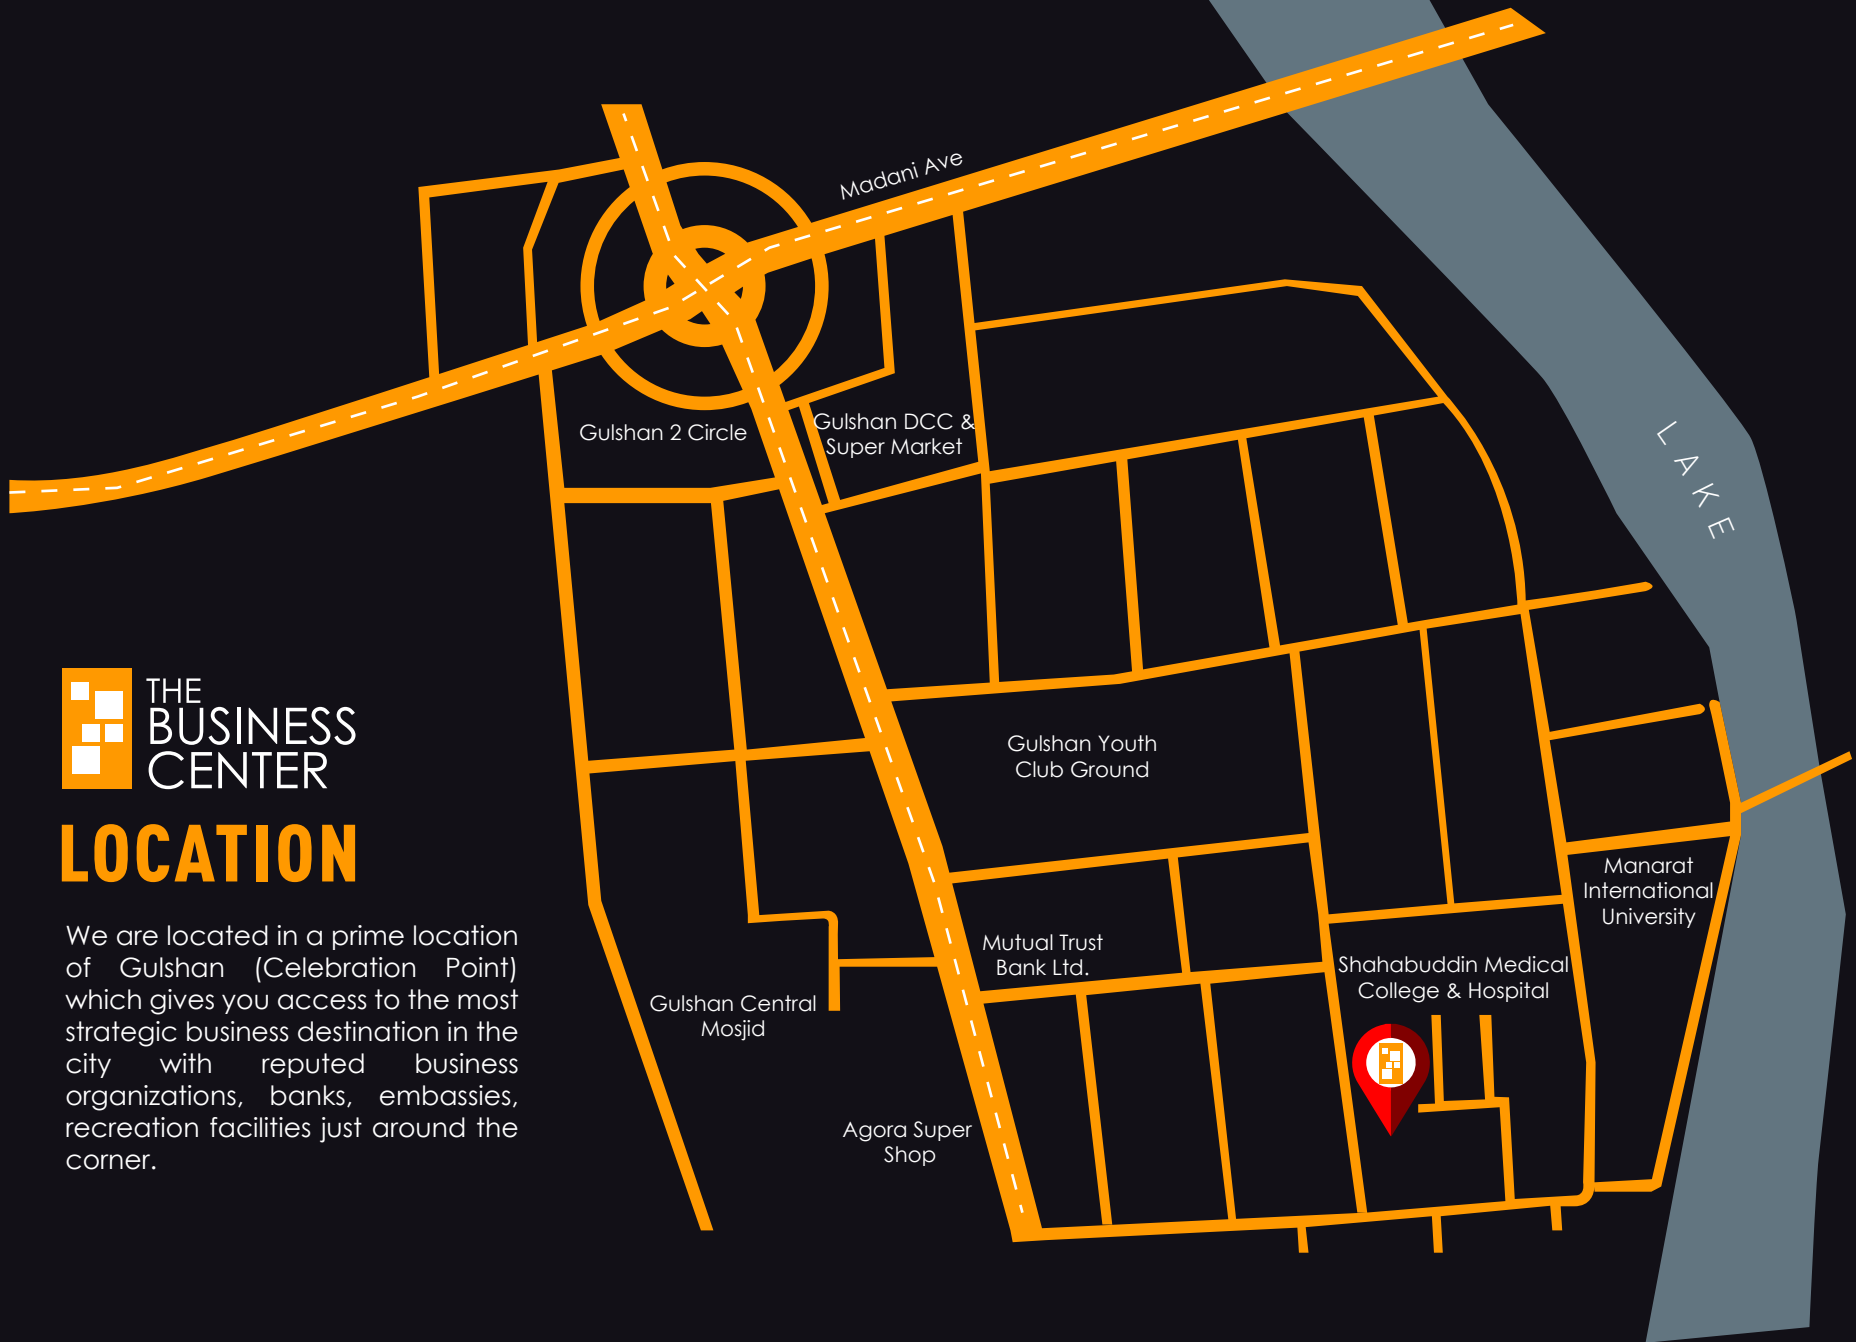 Madani Ave
Gulshan 2 Circle
Gulshan DCC &
Super Market
LAKE
THE
BUSINESS
CENTER
LOCATION
We are located in a prime location
of Gulshan (Celebration Point)
which gives you access to the most
strategic business destination in the
city with reputed business
organizations, banks, embassies,
recreation facilities just around the
corner.
Gulshan Youth
Club Ground
Manarat
International
University
Mutual Trust
Bank Ltd.
Shahabuddin Medical
College & Hospital
Gulshan Central
Mosjid
Agora Super
Shop